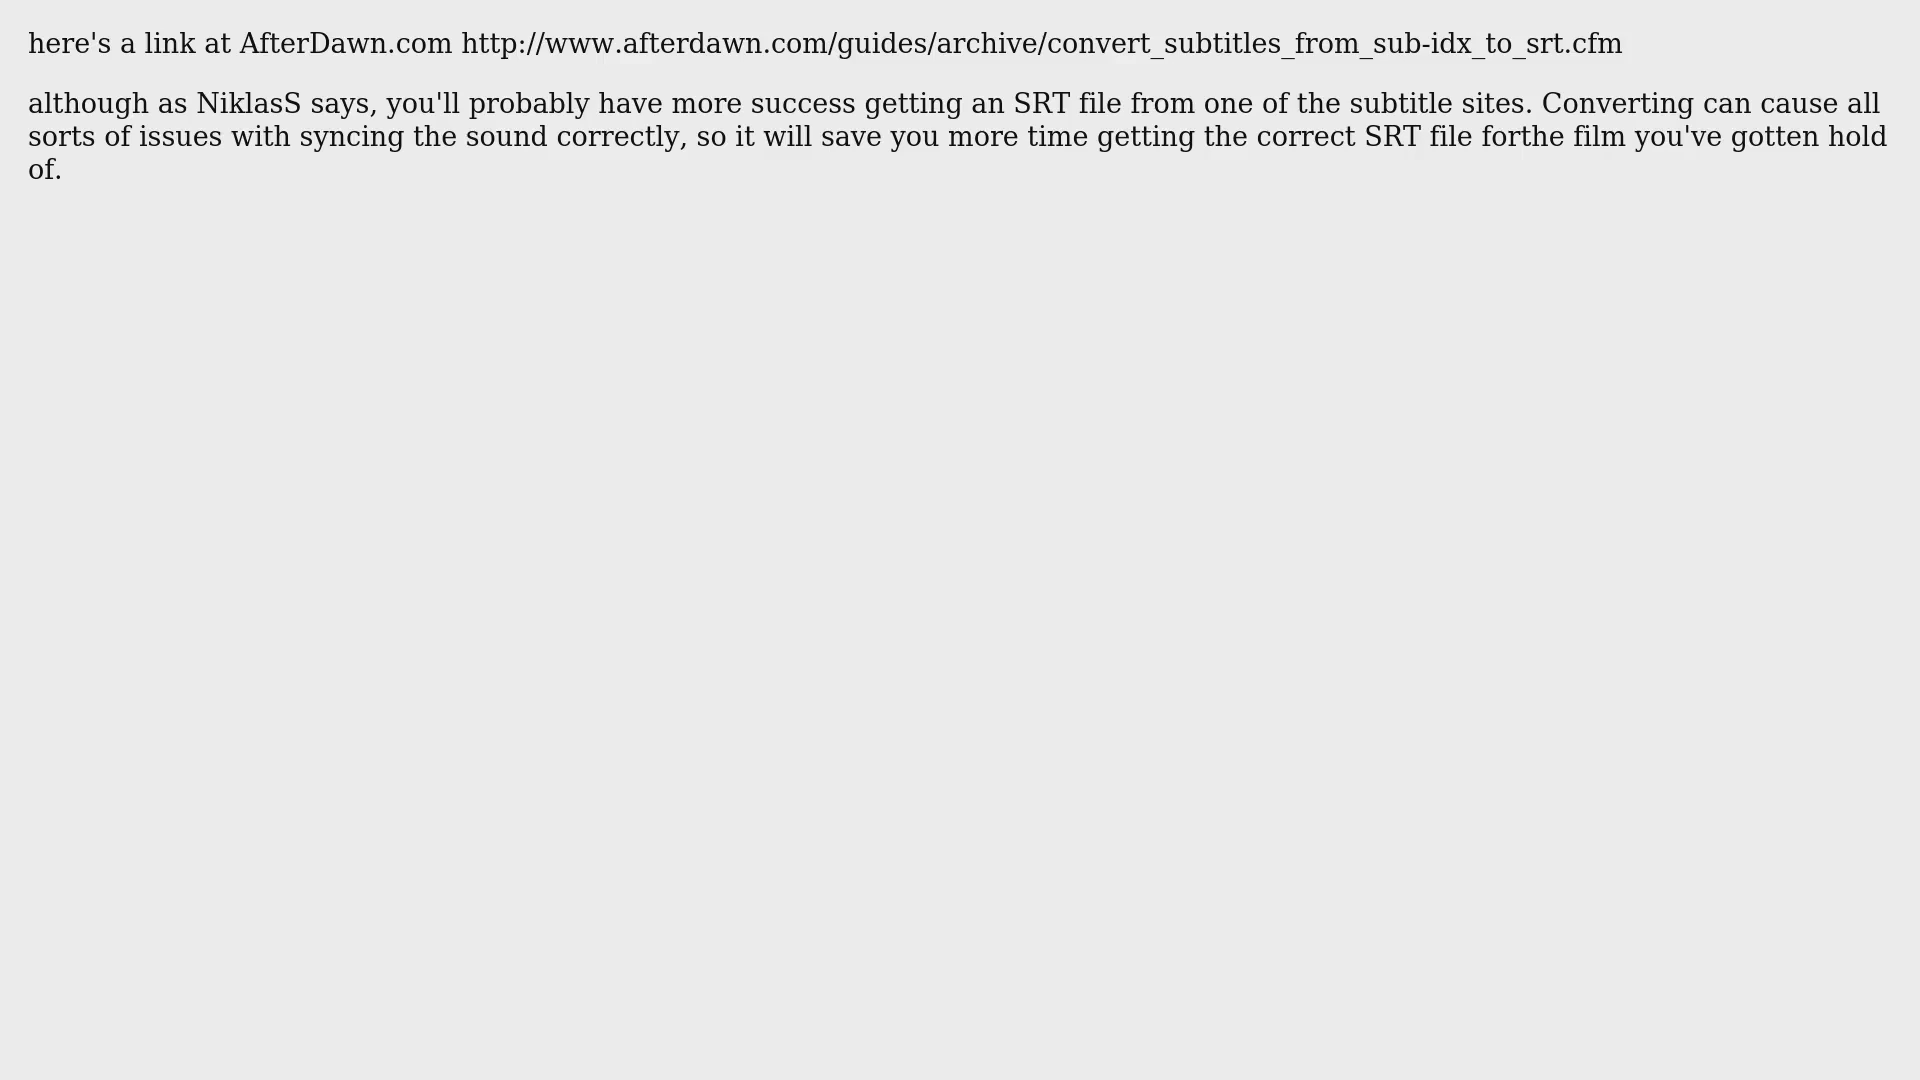 here's a link at AfterDawn.com http://www.afterdawn.com/guides/archive/convert_subtitles_from_sub-idx_to_srt.cfm
although as NiklasS says, you'll probably have more success getting an SRT file from one of the subtitle sites. Converting can cause all
sorts of issues with syncing the sound correctly, so it will save you more time getting the correct SRT file forthe film you've gotten hold
of.